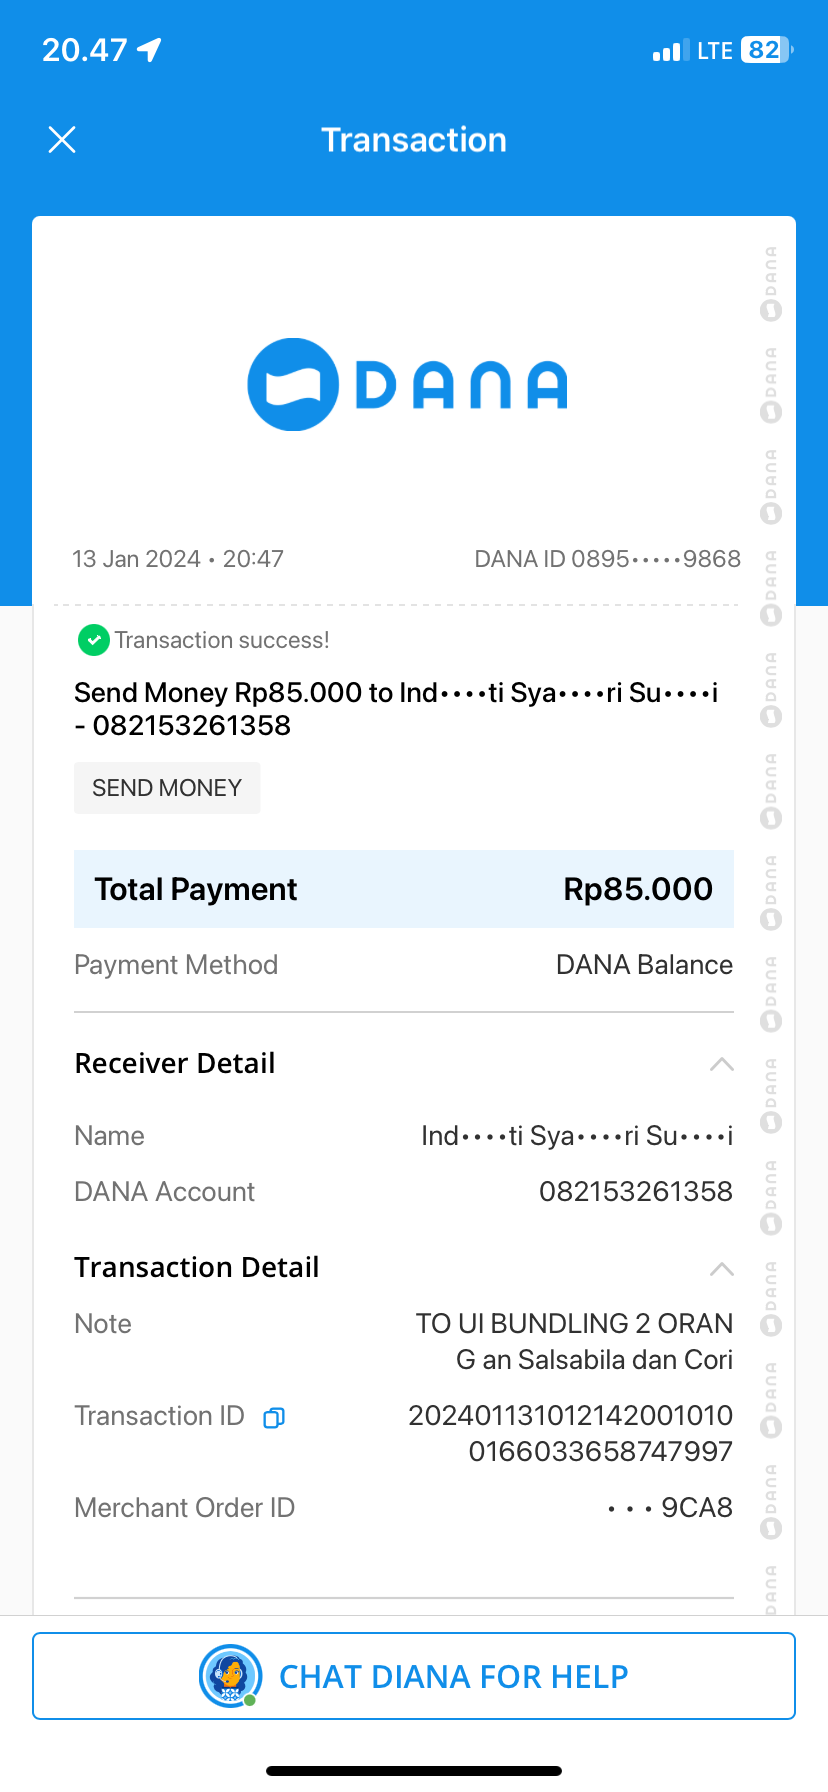 20.47
LTE 82
Transaction
DANA
13 Jan 2024 • 20:47
DANA ID 0895•••••9868
Transaction success!
Send Money Rp85.000 to Ind••••ti Sya••••ri Su••••i
- 082153261358
SEND MONEY
Total Payment Rp85.000
Payment Method DANA Balance
Receiver Detail
Name Ind••••ti Sya••••ri Su••••i
DANA Account 082153261358
Transaction Detail
Note TO UI BUNDLING 2 ORAN
G an Salsabila dan Cori
Transaction ID 202401131012142001010
0166033658747997
Merchant Order ID • • • 9CA8
CHAT DIANA FOR HELP
DANA
DANA
DANA
DANA
DANA
DANA
DANA
DANA
DANA
DANA
DANA
DANA
DANA
DANA